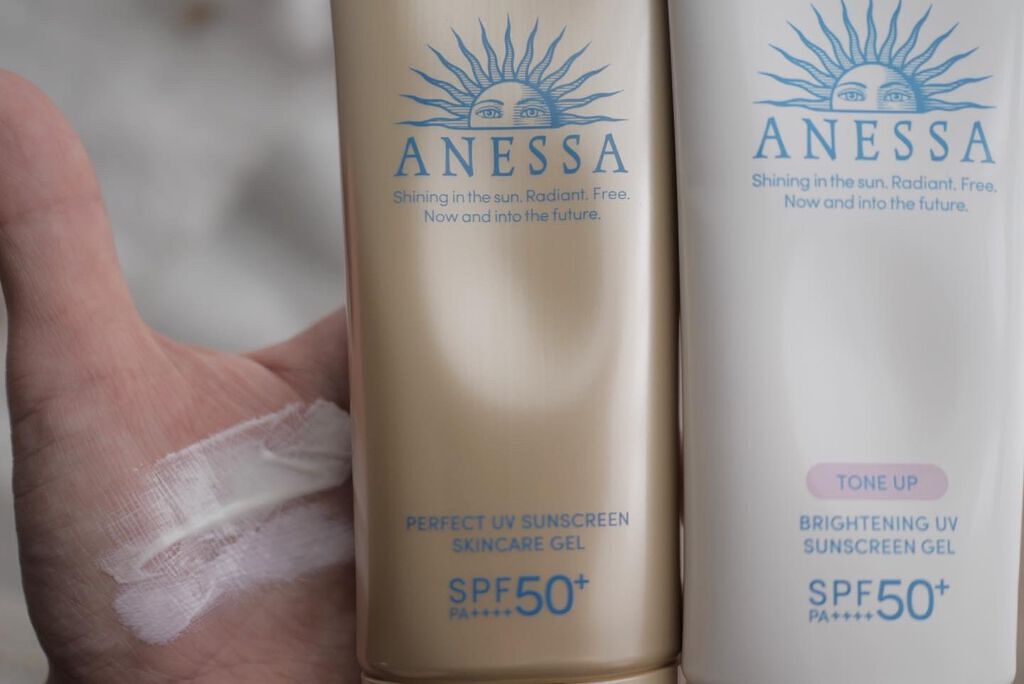 ANESSA
Shining in the sun. Radiant. Free.
Now and into the future.
PERFECT UV SUNSCREEN
SKINCARE GEL
SPF50+
PA++++
ANESSA
Shining in the sun. Radiant. Free,
Now and into the future.
TONE UP
BRIGHTENING UV
SUNSCREEN GEL
SPF50+
PA++++